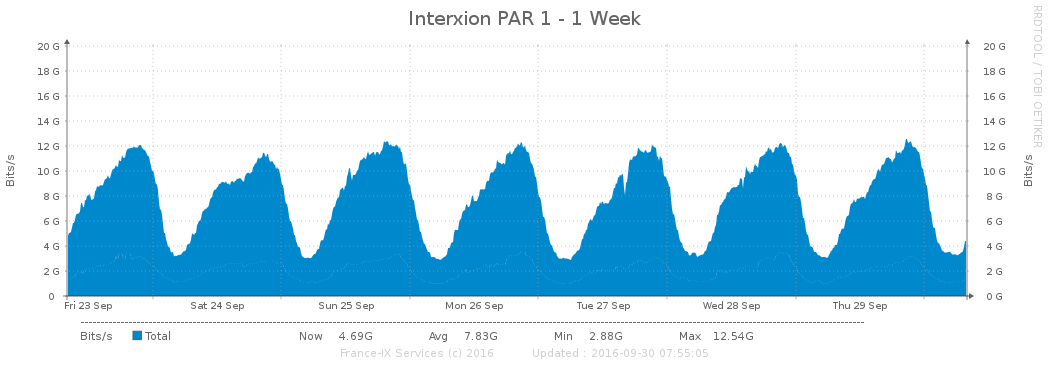 Interxion PAR 1 - 1 Week
RRDTOOL / TOBI OETIKER
Bits/s
20 G
18 G
16 G
14 G
12 G
10 G
8 G
6 G
4 G
2 G
0
20 G
18 G
16 G
14 G
12 G
10 G
8 G
6 G
4 G
2 G
0 G
Bits/s
Fri 23 Sep Sat 24 Sep Sun 25 Sep Mon 26 Sep Tue 27 Sep Wed 28 Sep Thu 29 Sep
Bits/s Total Now 4.69G Avg 7.83G Min 2.88G Max 12.54G
France-IX Services (c) 2016 Updated : 2016-09-30 07:55:05